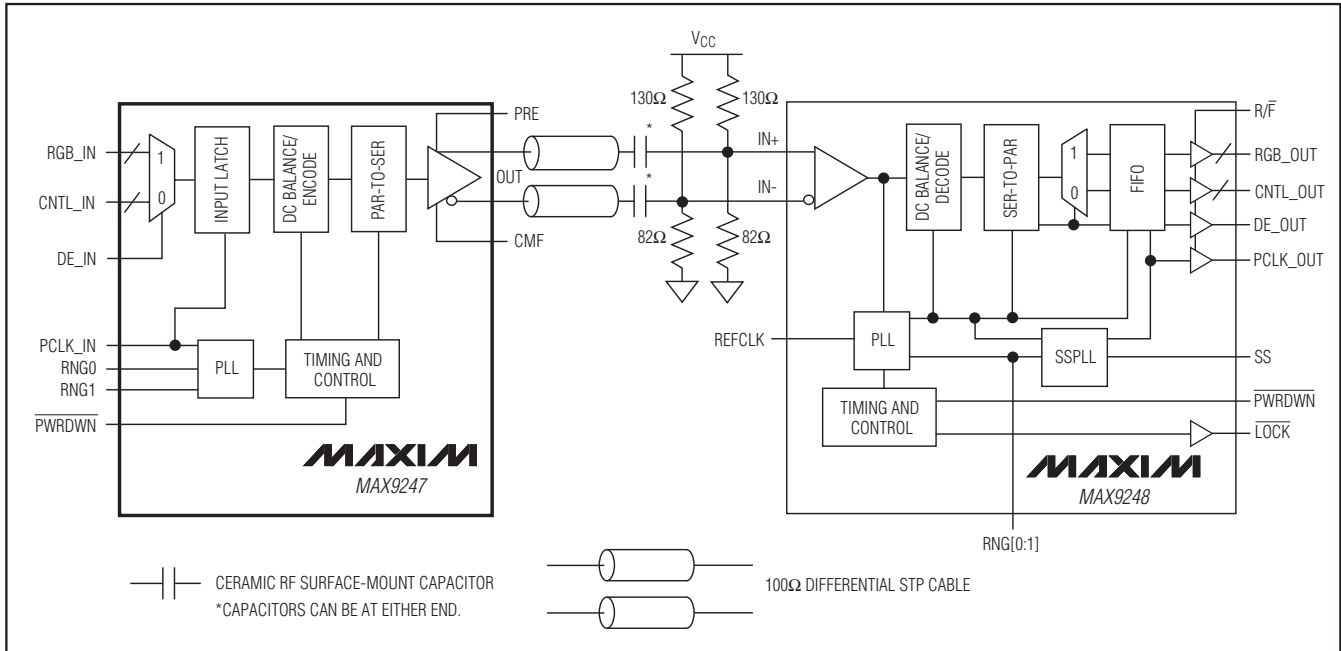 VCC
130Ω
130Ω
*
*
PRE
OUT
CMF
RGB_IN
CNTL_IN
DE_IN
1
0
INPUT LATCH
DC BALANCE/
ENCODE
PAR-TO-SER
PCLK_IN
RNG0
RNG1
PWRDWN
PLL
TIMING AND
CONTROL
MAXIM
MAX9247
82Ω
82Ω
IN+
IN-
DC BALANCE/
DECODE
SER-TO-PAR
1
0
FIFO
R/F
RGB_OUT
CNTL_OUT
DE_OUT
PCLK_OUT
REFCLK
PLL
SSPLL
SS
TIMING AND
CONTROL
PWRDWN
LOCK
MAXIM
MAX9248
RNG[0:1]
CERAMIC RF SURFACE-MOUNT CAPACITOR
*CAPACITORS CAN BE AT EITHER END.
100Ω DIFFERENTIAL STP CABLE